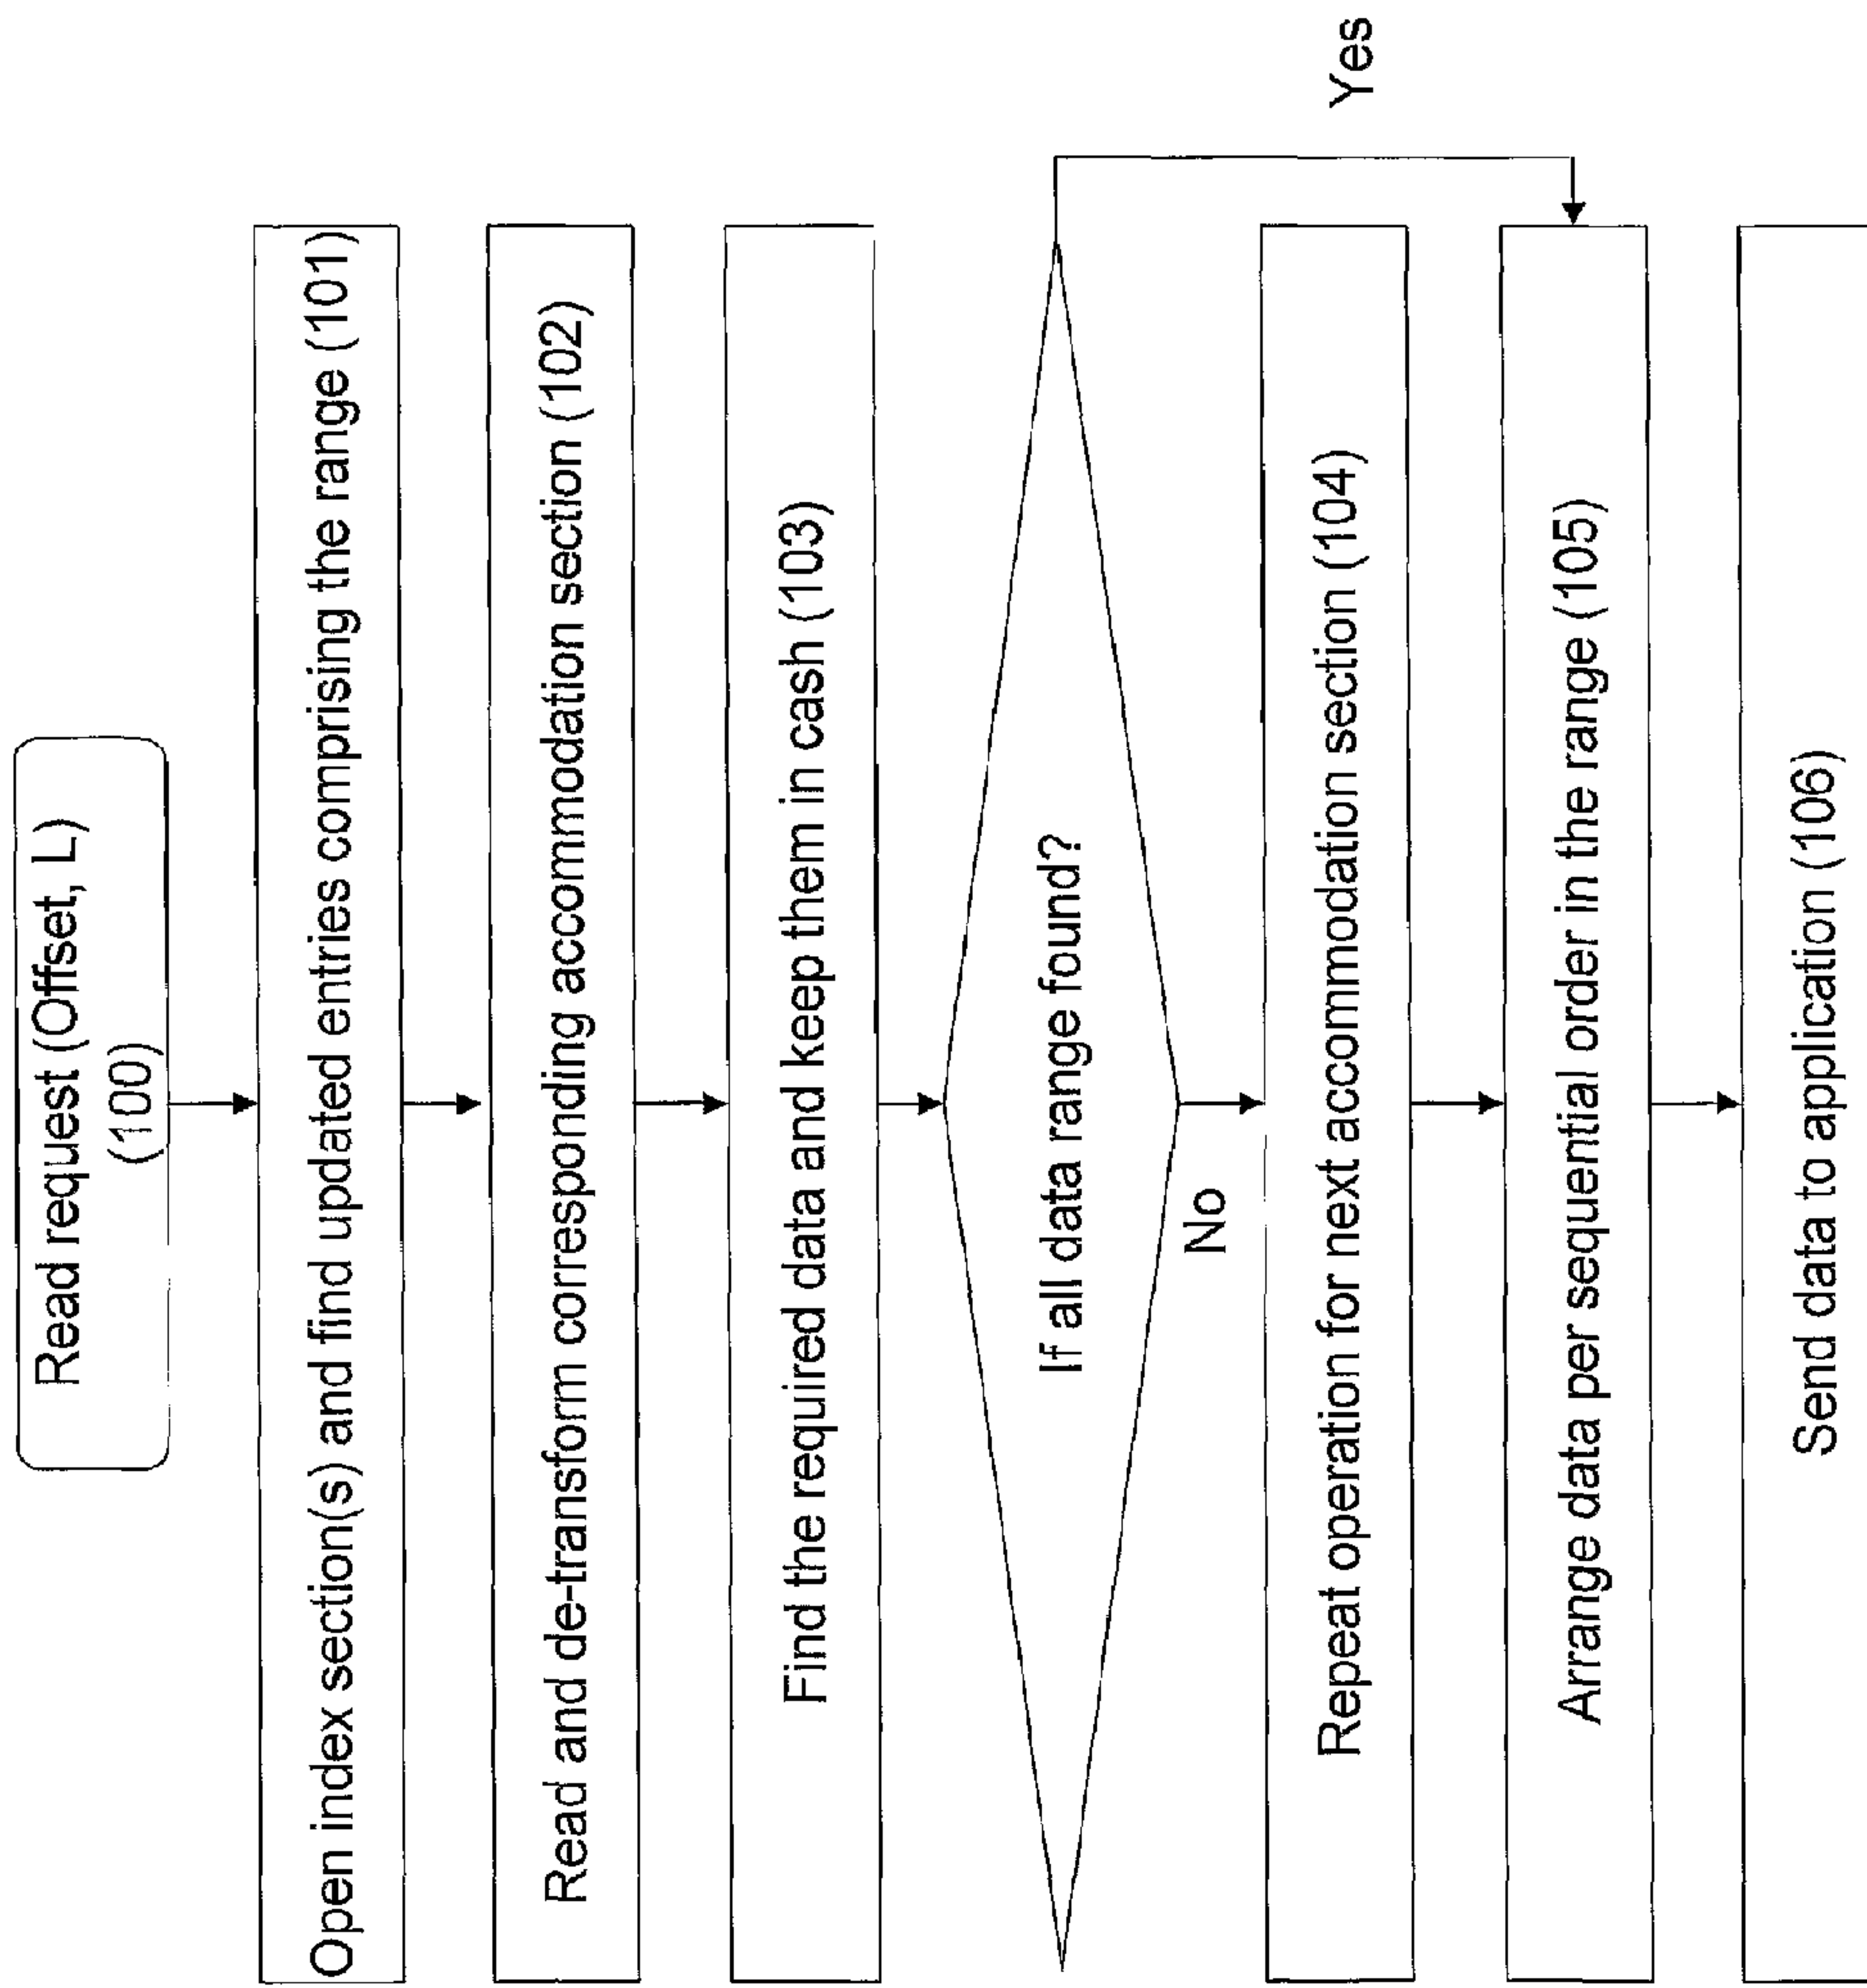 Read request (Offset, L)
(100)
Open index section(s) and find updated entries comprising the range (101)
Read and de-transform corresponding accommodation section (102)
Find the required data and keep them in cash (103)
If all data range found?
Yes
No
Repeat operation for next accommodation section (104)
Arrange data per sequential order in the range (105)
Send data to application (106)